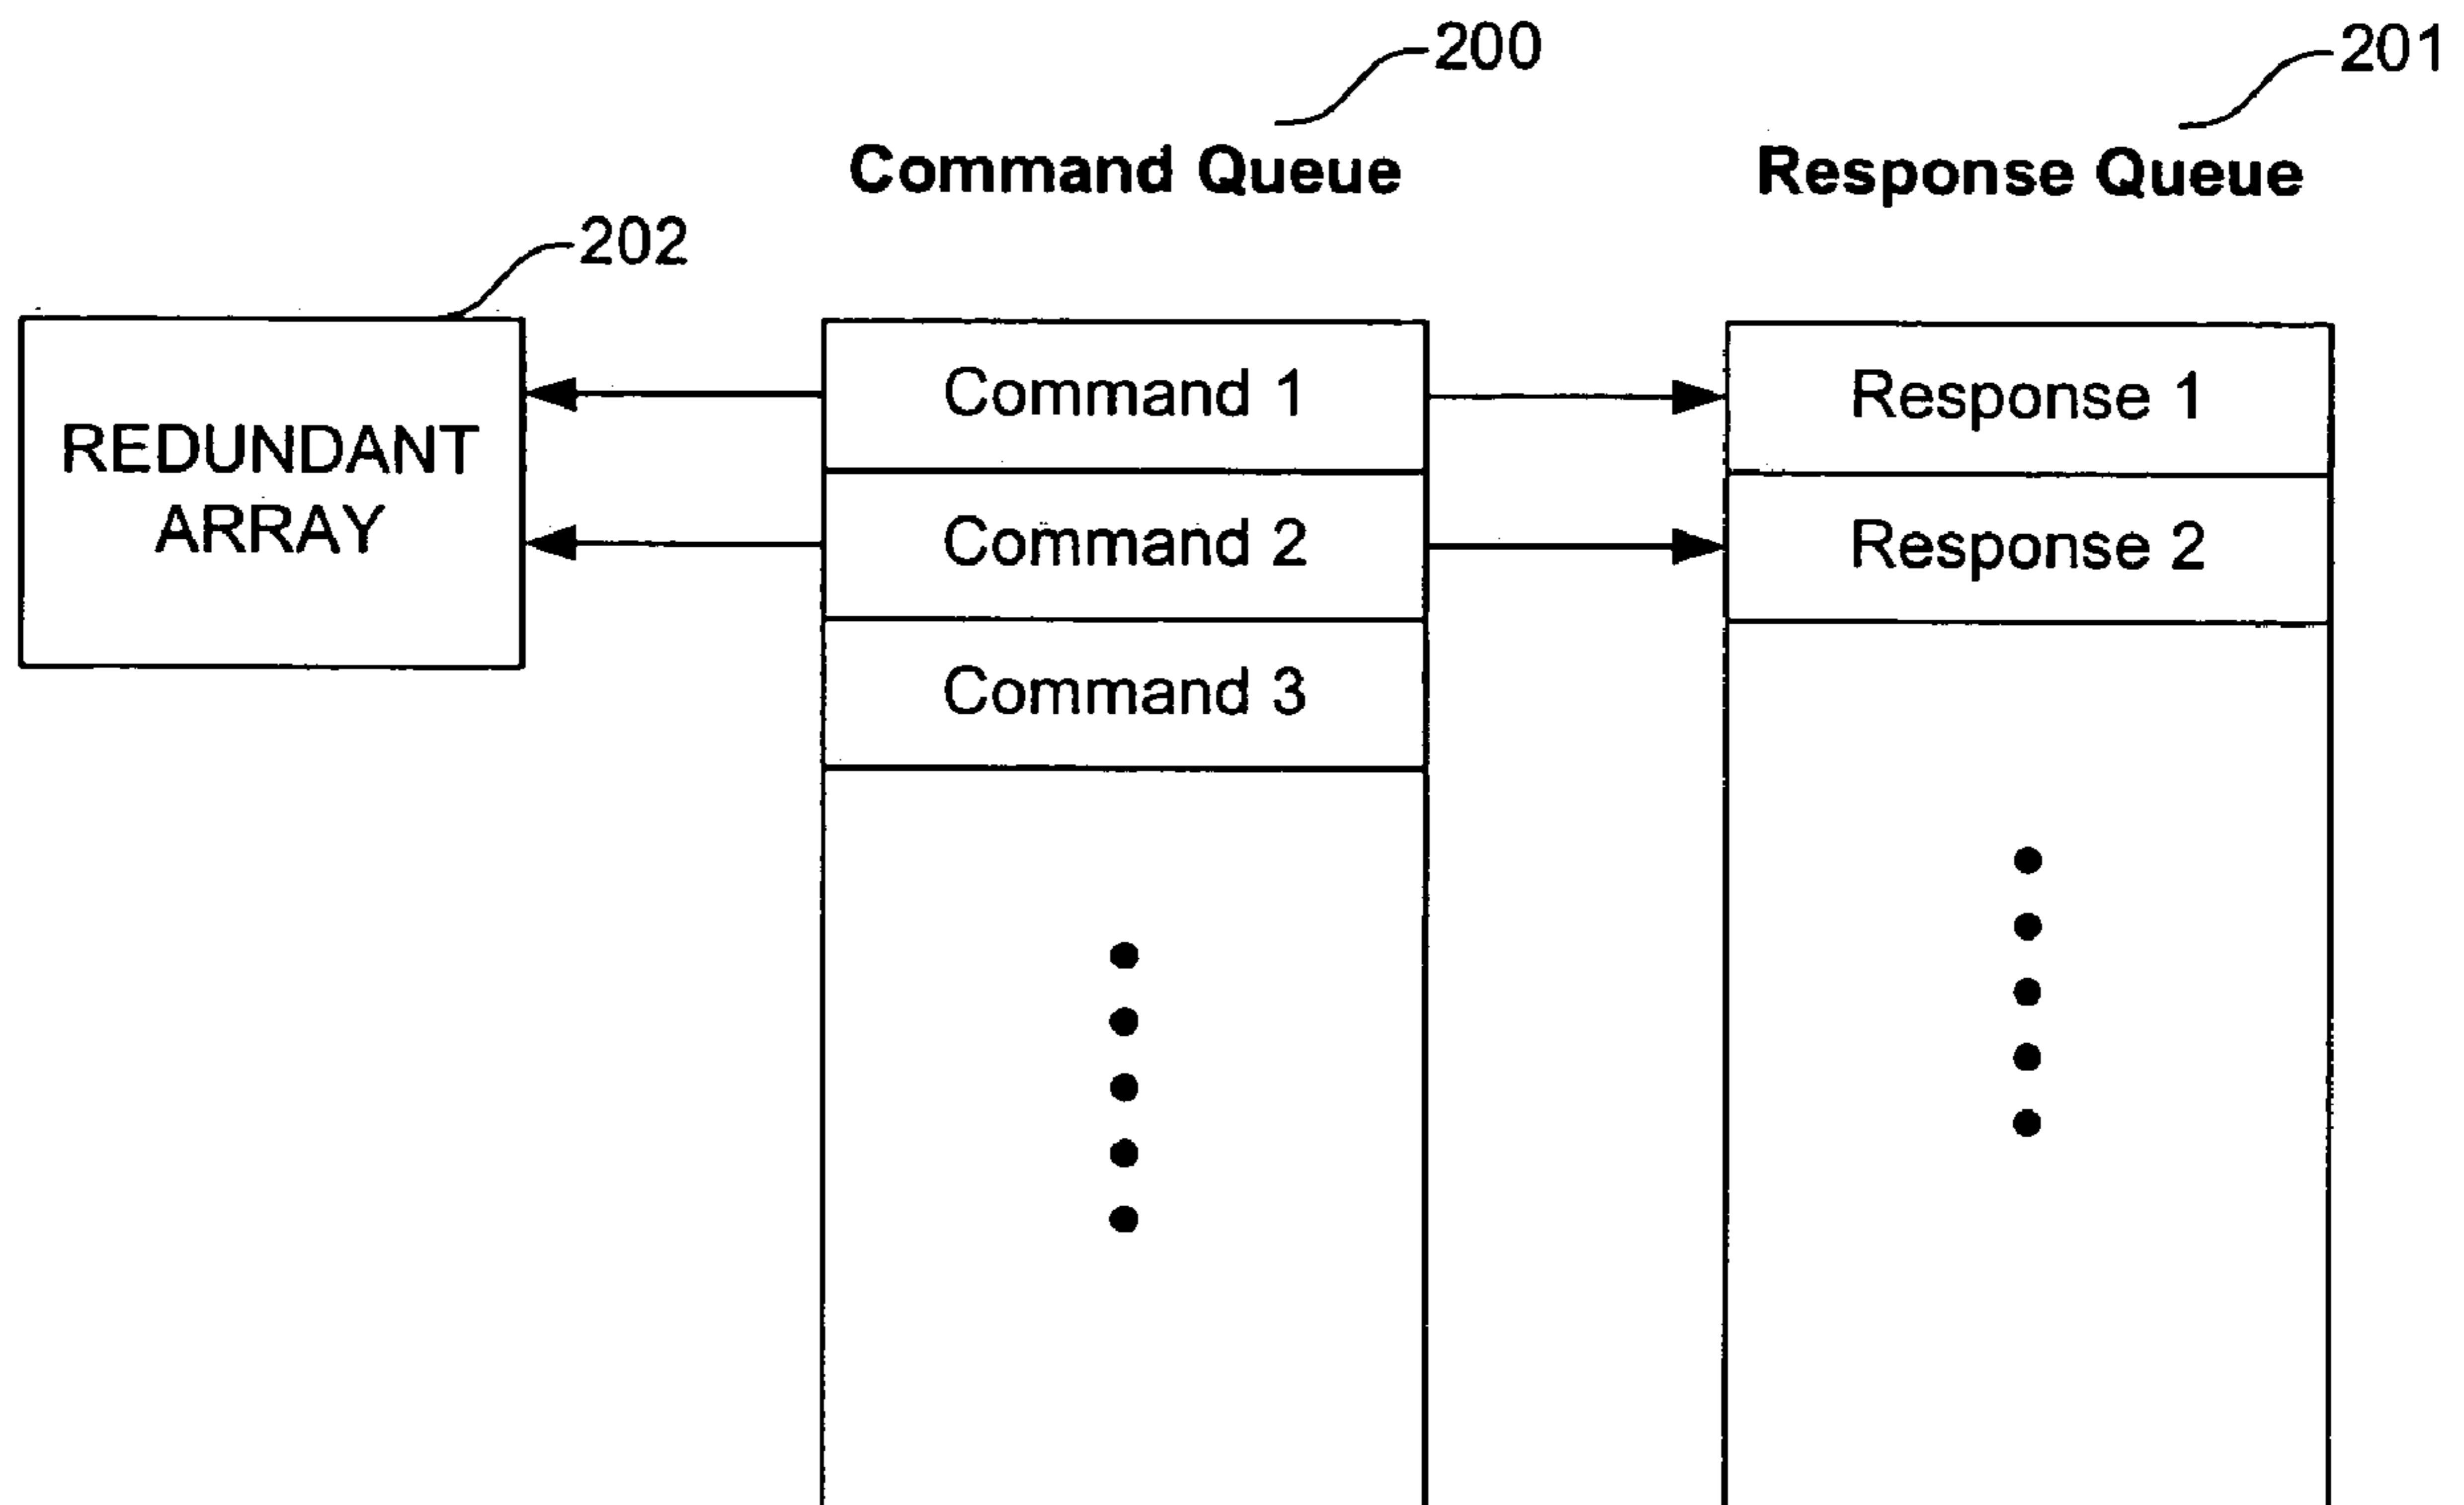 200
201
Command Queue
Response Queue
202
REDUNDANT
ARRAY
Command 1
Response 1
Command 2
Response 2
Command 3